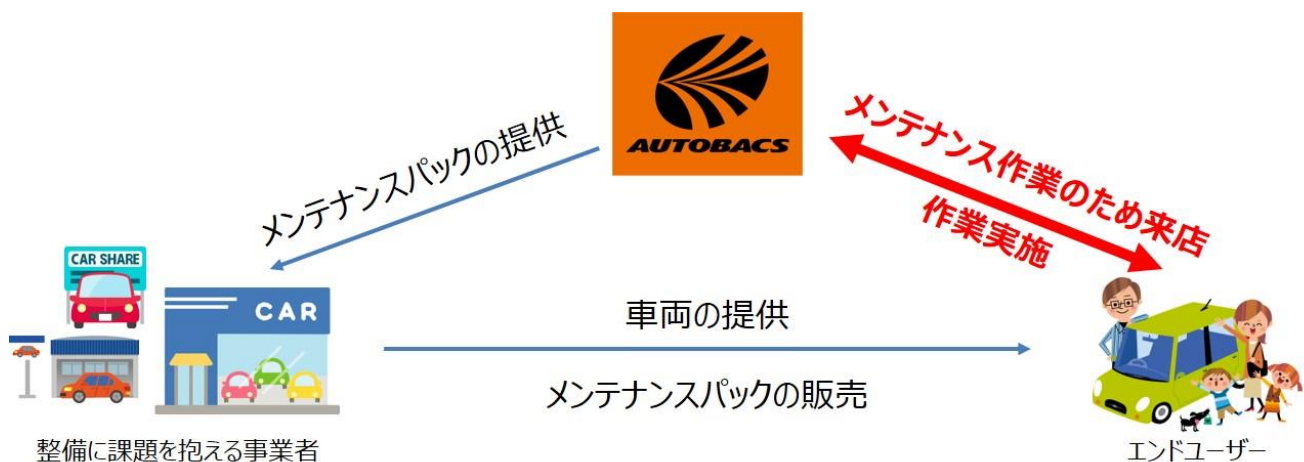 AUTOBACS
メンテナンスパックの提供
メンテナンス作業のため来店
作業実施
CAR SHARE
CAR
車両の提供
メンテナンスパックの販売
整備に課題を抱える事業者
エンドユーザー